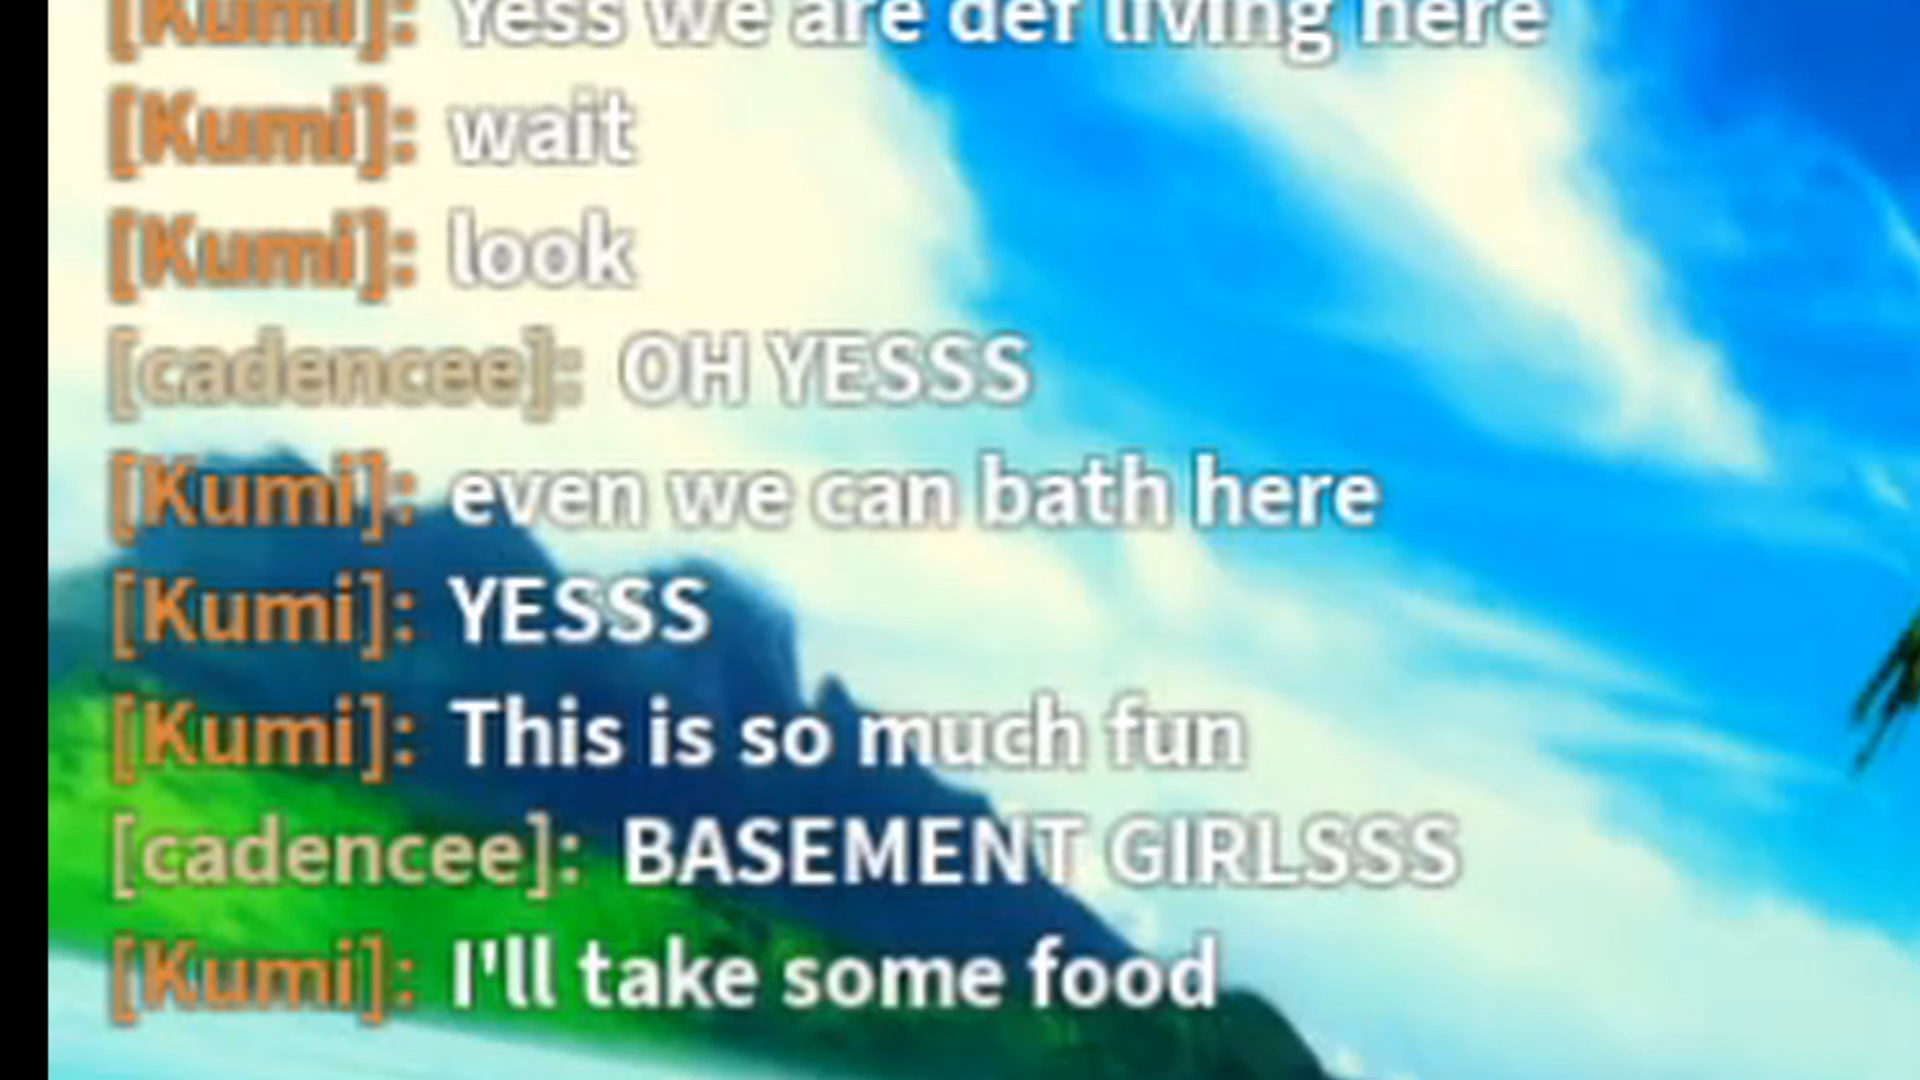 [Kumi]: Yess we are def living here
[Kumi]: wait
[Kumi]: look
[cadencee]: OH YESSS
[Kumi]: even we can bath here
[Kumi]: YESSS
[Kumi]: This is so much fun
[cadencee]: BASEMENT GIRLSSS
[Kumi]: I'll take some food